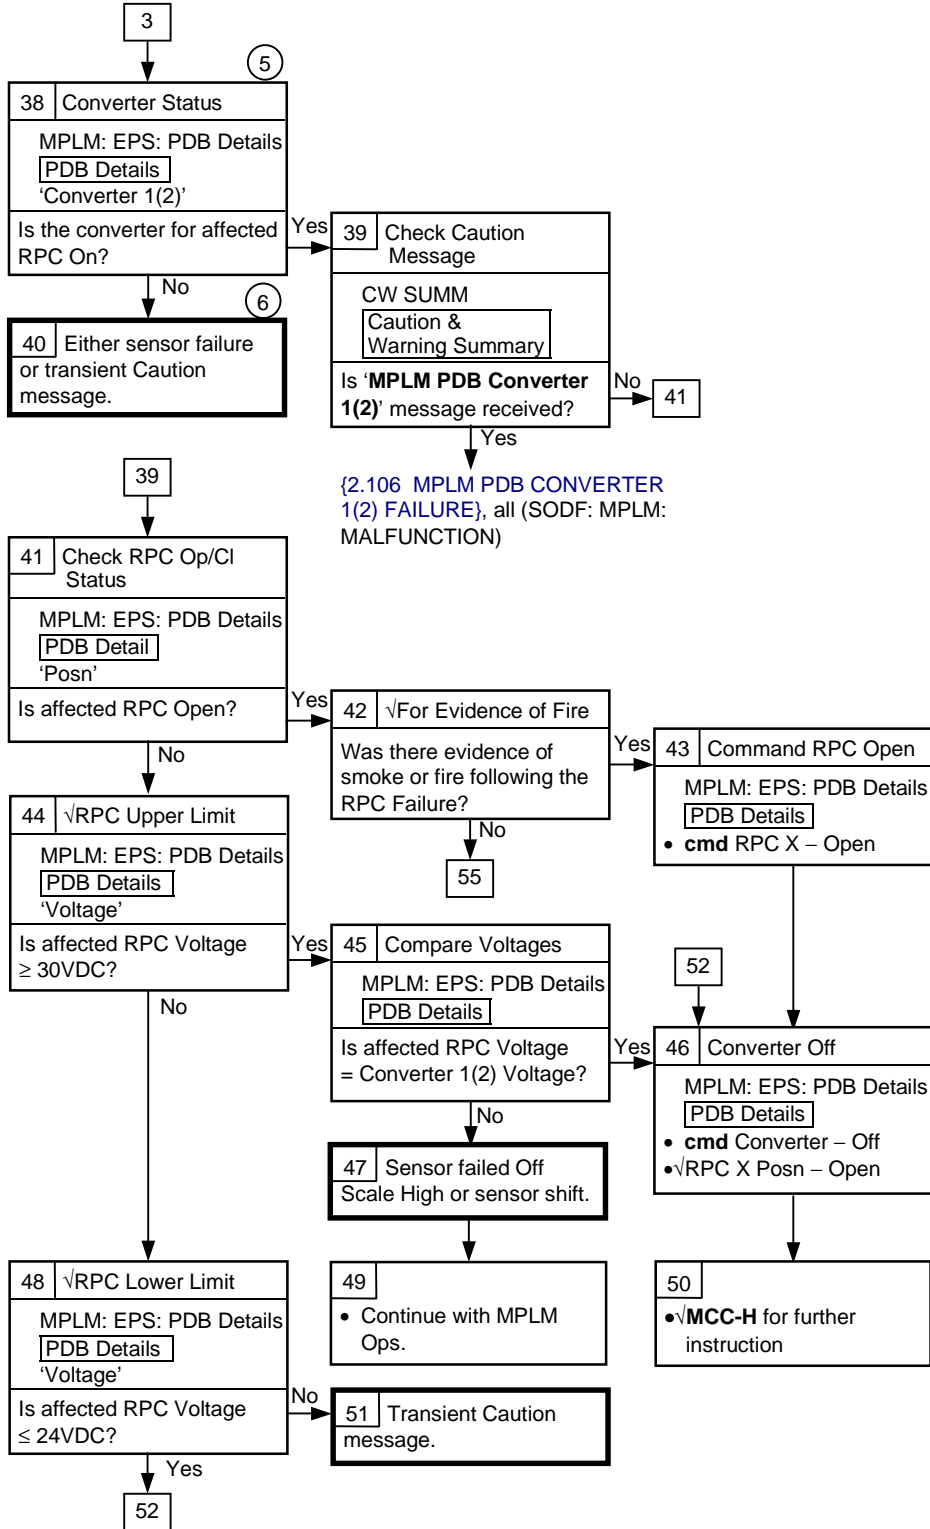 3
5
38 Converter Status
MPLM: EPS: PDB Details
PDB Details
‘Converter 1(2)’
Is the converter for affected
RPC On?
Yes
No
39 Check Caution
Message
CW SUMM
Caution &
Warning Summary
Is ‘MPLM PDB Converter
1(2)’ message received?
No
41
Yes
{2.106 MPLM PDB CONVERTER
1(2) FAILURE}, all (SODF: MPLM:
MALFUNCTION)
6
40 Either sensor failure
or transient Caution
message.
39
41 Check RPC Op/Cl
Status
MPLM: EPS: PDB Details
PDB Detail
‘Posn’
Is affected RPC Open?
Yes
No
42 √For Evidence of Fire
Was there evidence of
smoke or fire following the
RPC Failure?
Yes
No
55
43 Command RPC Open
MPLM: EPS: PDB Details
PDB Details
• cmd RPC X – Open
44 √RPC Upper Limit
MPLM: EPS: PDB Details
PDB Details
‘Voltage’
Is affected RPC Voltage
≥ 30VDC?
Yes
No
45 Compare Voltages
MPLM: EPS: PDB Details
PDB Details
Is affected RPC Voltage
= Converter 1(2) Voltage?
Yes
No
52
46 Converter Off
MPLM: EPS: PDB Details
PDB Details
• cmd Converter – Off
•√RPC X Posn – Open
47 Sensor failed Off
Scale High or sensor shift.
48 √RPC Lower Limit
MPLM: EPS: PDB Details
PDB Details
‘Voltage’
Is affected RPC Voltage
≤ 24VDC?
No
Yes
52
49
• Continue with MPLM
Ops.
50
•√MCC-H for further
instruction
51 Transient Caution
message.